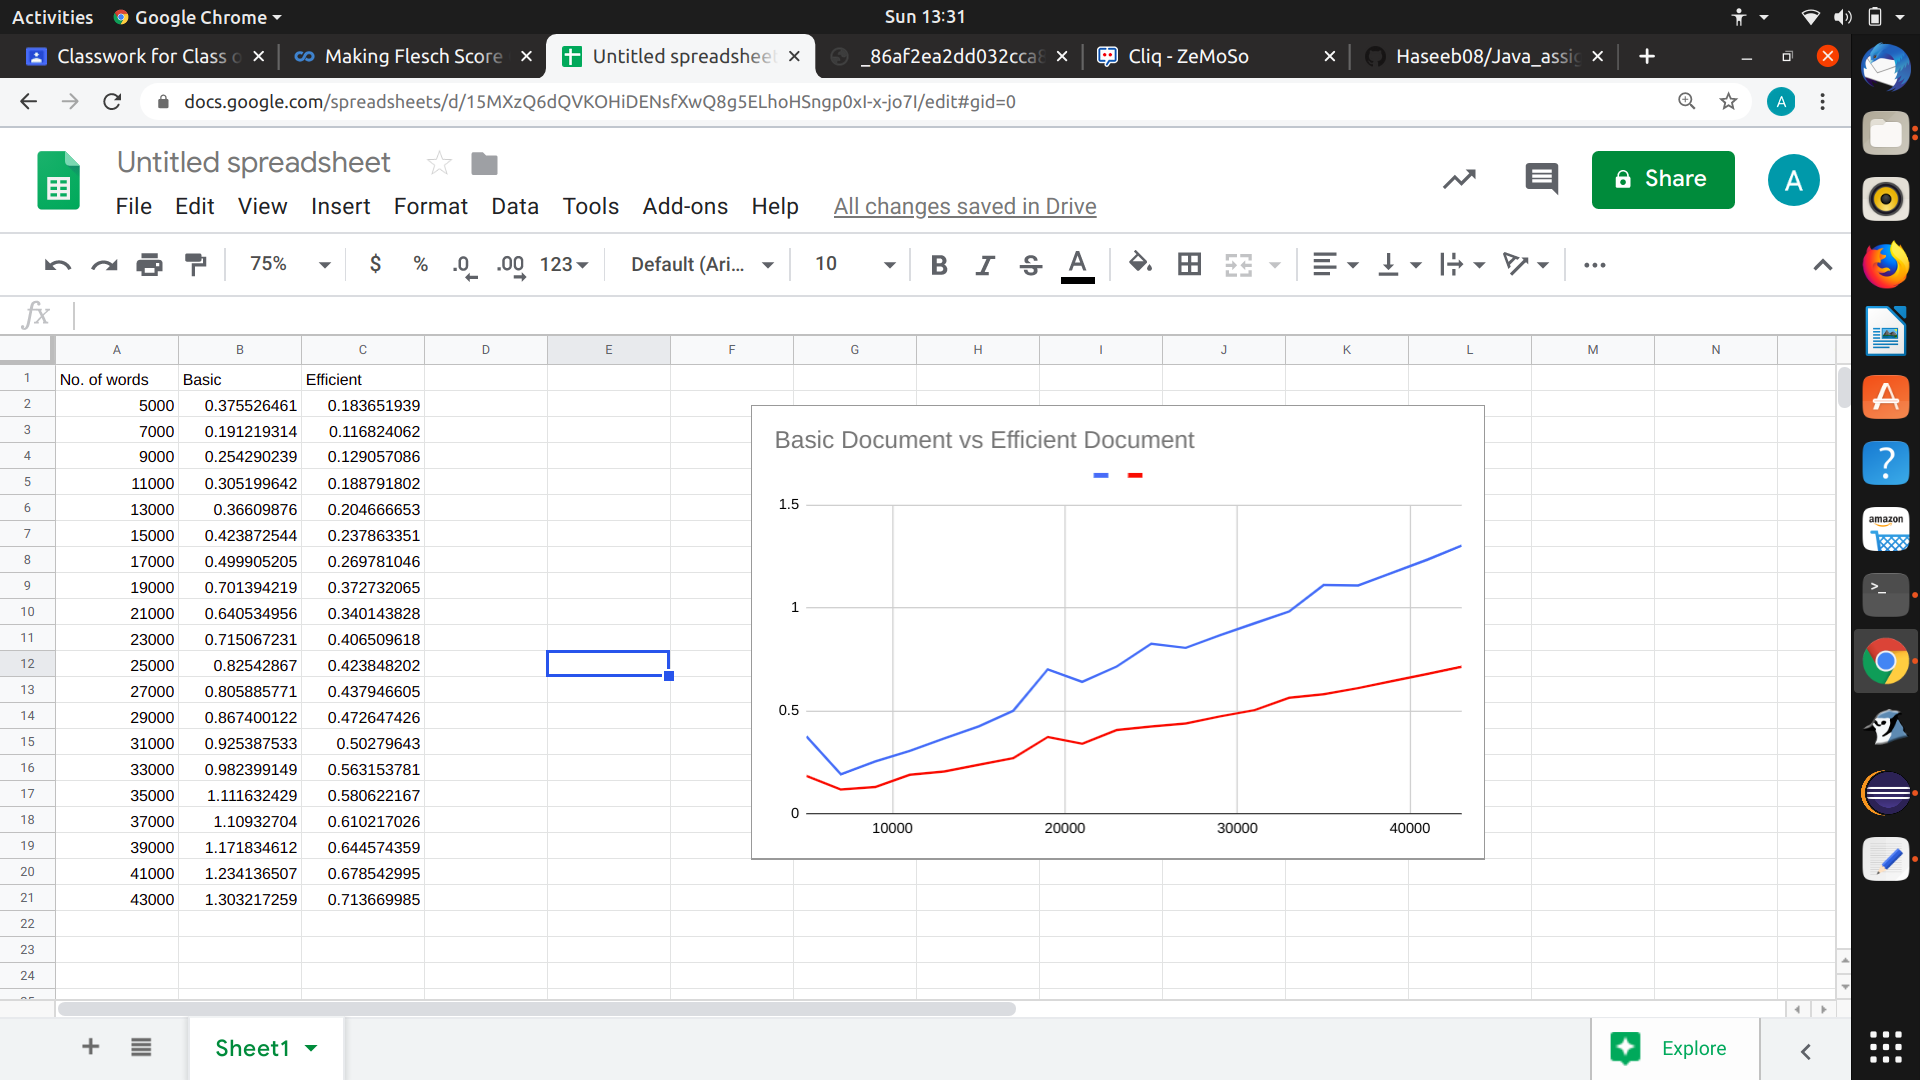 Activities Google Chrome Sun 13:31
Classwork for Class o Making Flesch Score Untitled spreadsheet _86af2ea2dd032cca8 Cliq - ZeMoSo Haseeb08/Java_assig
docs.google.com/spreadsheets/d/15MXzQ6dQVKOHiDENsfXwQ8g5ELhoHSngp0xI-x-jo7I/edit#gid=0 A
Untitled spreadsheet
File Edit View Insert Format Data Tools Add-ons Help All changes saved in Drive Share A
75% $ % .0 .00 123 Default (Ari... 10 B I S A
fx
A B C D E F G H I J K L M N
1 No. of words Basic Efficient
2 5000 0.375526461 0.183651939
3 7000 0.191219314 0.116824062
4 9000 0.254290239 0.129057086
5 11000 0.305199642 0.188791802
6 13000 0.36609876 0.204666653
7 15000 0.423872544 0.237863351
8 17000 0.499905205 0.269781046
9 19000 0.701394219 0.372732065
10 21000 0.640534956 0.340143828
11 23000 0.715067231 0.406509618
12 25000 0.82542867 0.423848202
13 27000 0.805885771 0.437946605
14 29000 0.867400122 0.472647426
15 31000 0.925387533 0.50279643
16 33000 0.982399149 0.563153781
17 35000 1.111632429 0.580622167
18 37000 1.10932704 0.610217026
19 39000 1.171834612 0.644574359
20 41000 1.234136507 0.678542995
21 43000 1.303217259 0.713669985
22
23
24
Basic Document vs Efficient Document
1.5
1
0.5
0
10000 20000 30000 40000
amazon
Sheet1 Explore